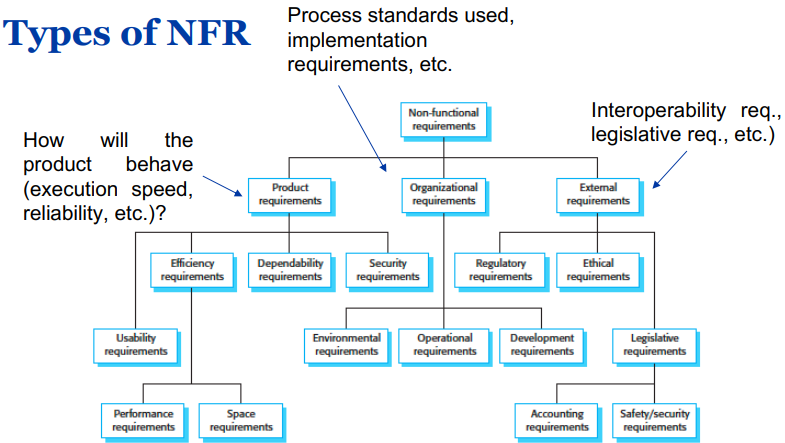 Types of NFR
Process standards used,
implementation
requirements, etc.
Non-functional
requirements
Interoperability req.,
legislative req., etc.)
How will the
product behave
(execution speed,
reliability, etc.)?
Product
requirements
Organizational
requirements
External
requirements
Efficiency
requirements
Dependability
requirements
Security
requirements
Regulatory
requirements
Ethical
requirements
Usability
requirements
Environmental
requirements
Operational
requirements
Development
requirements
Legislative
requirements
Performance
requirements
Space
requirements
Accounting
requirements
Safety/security
requirements